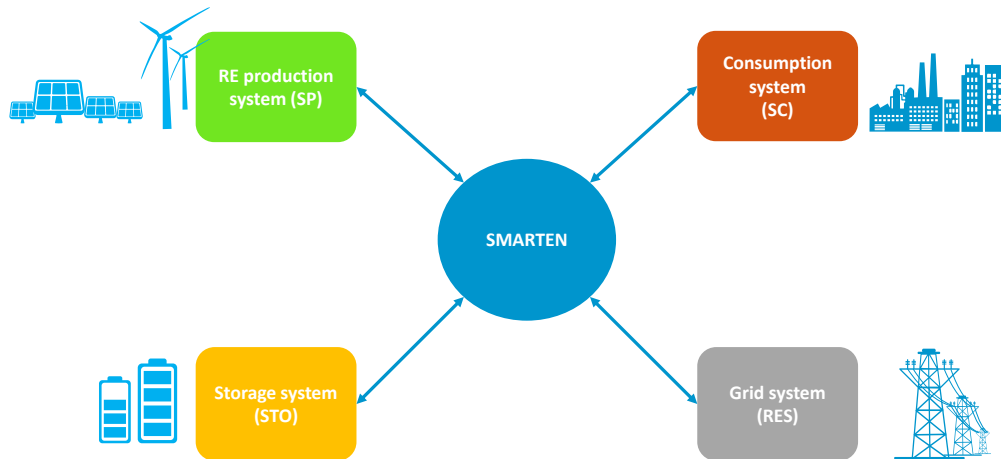 RE production
system (SP)
Consumption
system
(SC)
SMARTEN
Storage system
(STO)
Grid system
(RES)